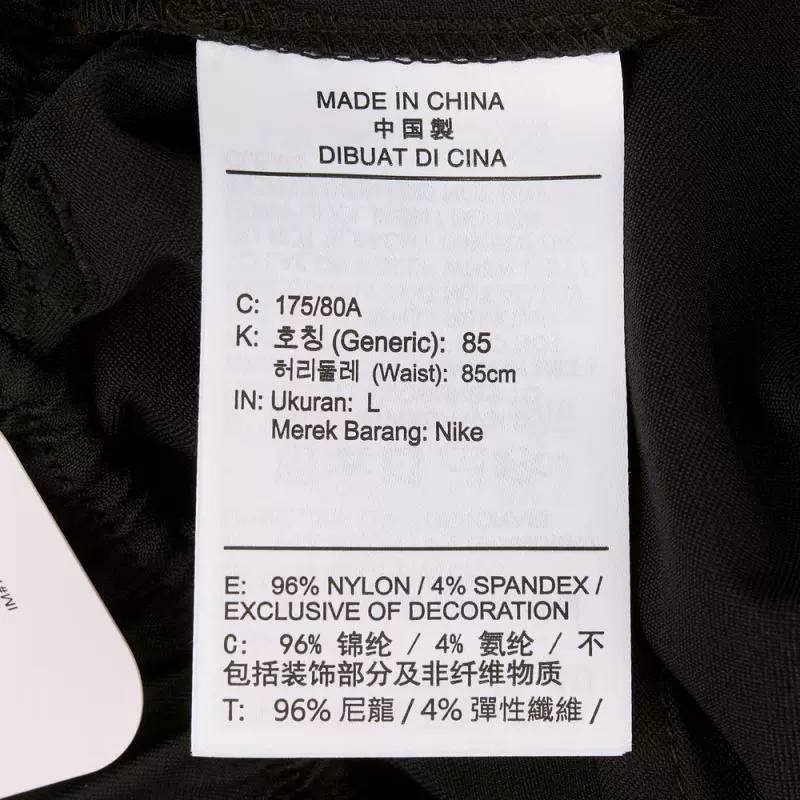 MADE IN CHINA
中国製
DIBUAT DI CINA
C: 175/80A
K: 호칭 (Generic): 85
허리둘레 (Waist): 85cm
IN: Ukuran: L
Merek Barang: Nike
E: 96% NYLON / 4% SPANDEX /
EXCLUSIVE OF DECORATION
C: 96% 锦纶 / 4% 氨纶 / 不
包括装饰部分及非纤维物质
T: 96% 尼龍 / 4% 彈性纖維 /